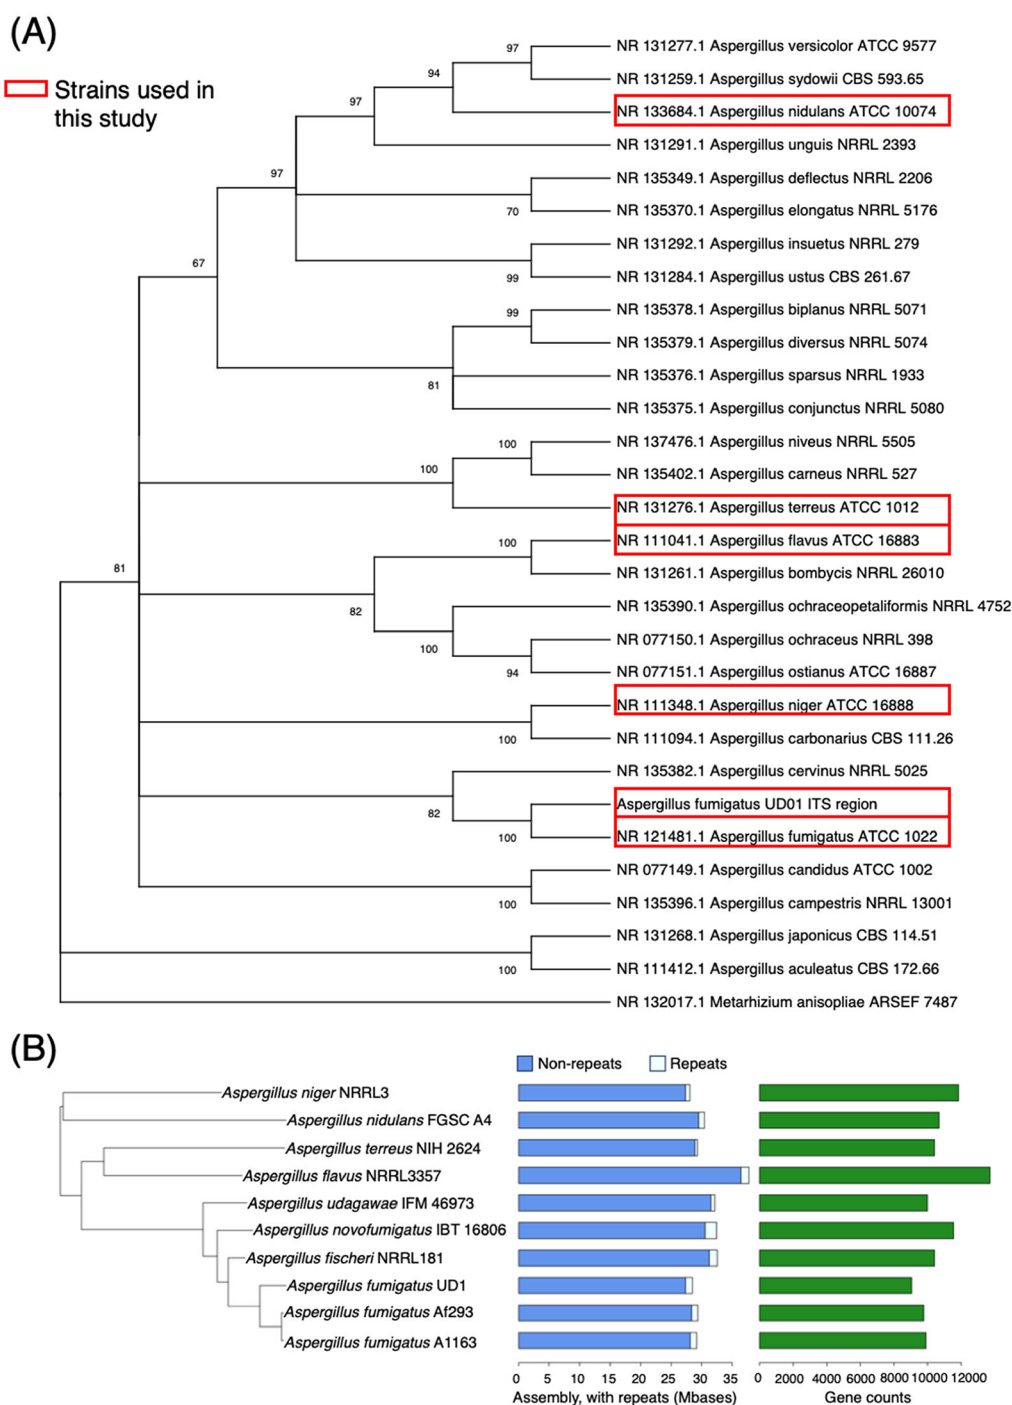 (A)
Strains used in
this study
97
94
97
97
67
70
99
99
81
100
100
81
100
82
100
94
100
82
100
100
100
NR 131277.1 Aspergillus versicolor ATCC 9577
NR 131259.1 Aspergillus sydowii CBS 593.65
NR 133684.1 Aspergillus nidulans ATCC 10074
NR 131291.1 Aspergillus unguis NRRL 2393
NR 135349.1 Aspergillus deflectus NRRL 2206
NR 135370.1 Aspergillus elongatus NRRL 5176
NR 131292.1 Aspergillus insuetus NRRL 279
NR 131284.1 Aspergillus ustus CBS 261.67
NR 135378.1 Aspergillus biplanus NRRL 5071
NR 135379.1 Aspergillus diversus NRRL 5074
NR 135376.1 Aspergillus sparsus NRRL 1933
NR 135375.1 Aspergillus conjunctus NRRL 5080
NR 137476.1 Aspergillus niveus NRRL 5505
NR 135402.1 Aspergillus carneus NRRL 527
NR 131276.1 Aspergillus terreus ATCC 1012
NR 111041.1 Aspergillus flavus ATCC 16883
NR 131261.1 Aspergillus bombycis NRRL 26010
NR 135390.1 Aspergillus ochraceopetaliformis NRRL 4752
NR 077150.1 Aspergillus ochraceus NRRL 398
NR 077151.1 Aspergillus ostianus ATCC 16887
NR 111348.1 Aspergillus niger ATCC 16888
NR 111094.1 Aspergillus carbonarius CBS 111.26
NR 135382.1 Aspergillus cervinus NRRL 5025
Aspergillus fumigatus UD01 ITS region
NR 121481.1 Aspergillus fumigatus ATCC 1022
NR 077149.1 Aspergillus candidus ATCC 1002
NR 135396.1 Aspergillus campestris NRRL 13001
NR 131268.1 Aspergillus japonicus CBS 114.51
NR 111412.1 Aspergillus aculeatus CBS 172.66
NR 132017.1 Metarhizium anisopliae ARSEF 7487
(B)
Non-repeats Repeats
Aspergillus niger NRRL3
Aspergillus nidulans FGSC A4
Aspergillus terreus NIH 2624
Aspergillus flavus NRRL3357
Aspergillus udagawae IFM 46973
Aspergillus novofumigatus IBT 16806
Aspergillus fischeri NRRL181
Aspergillus fumigatus UD1
Aspergillus fumigatus Af293
Aspergillus fumigatus A1163
0 5 10 15 20 25 30 35
Assembly, with repeats (Mbases)
0 2000 4000 6000 8000 10000 12000
Gene counts